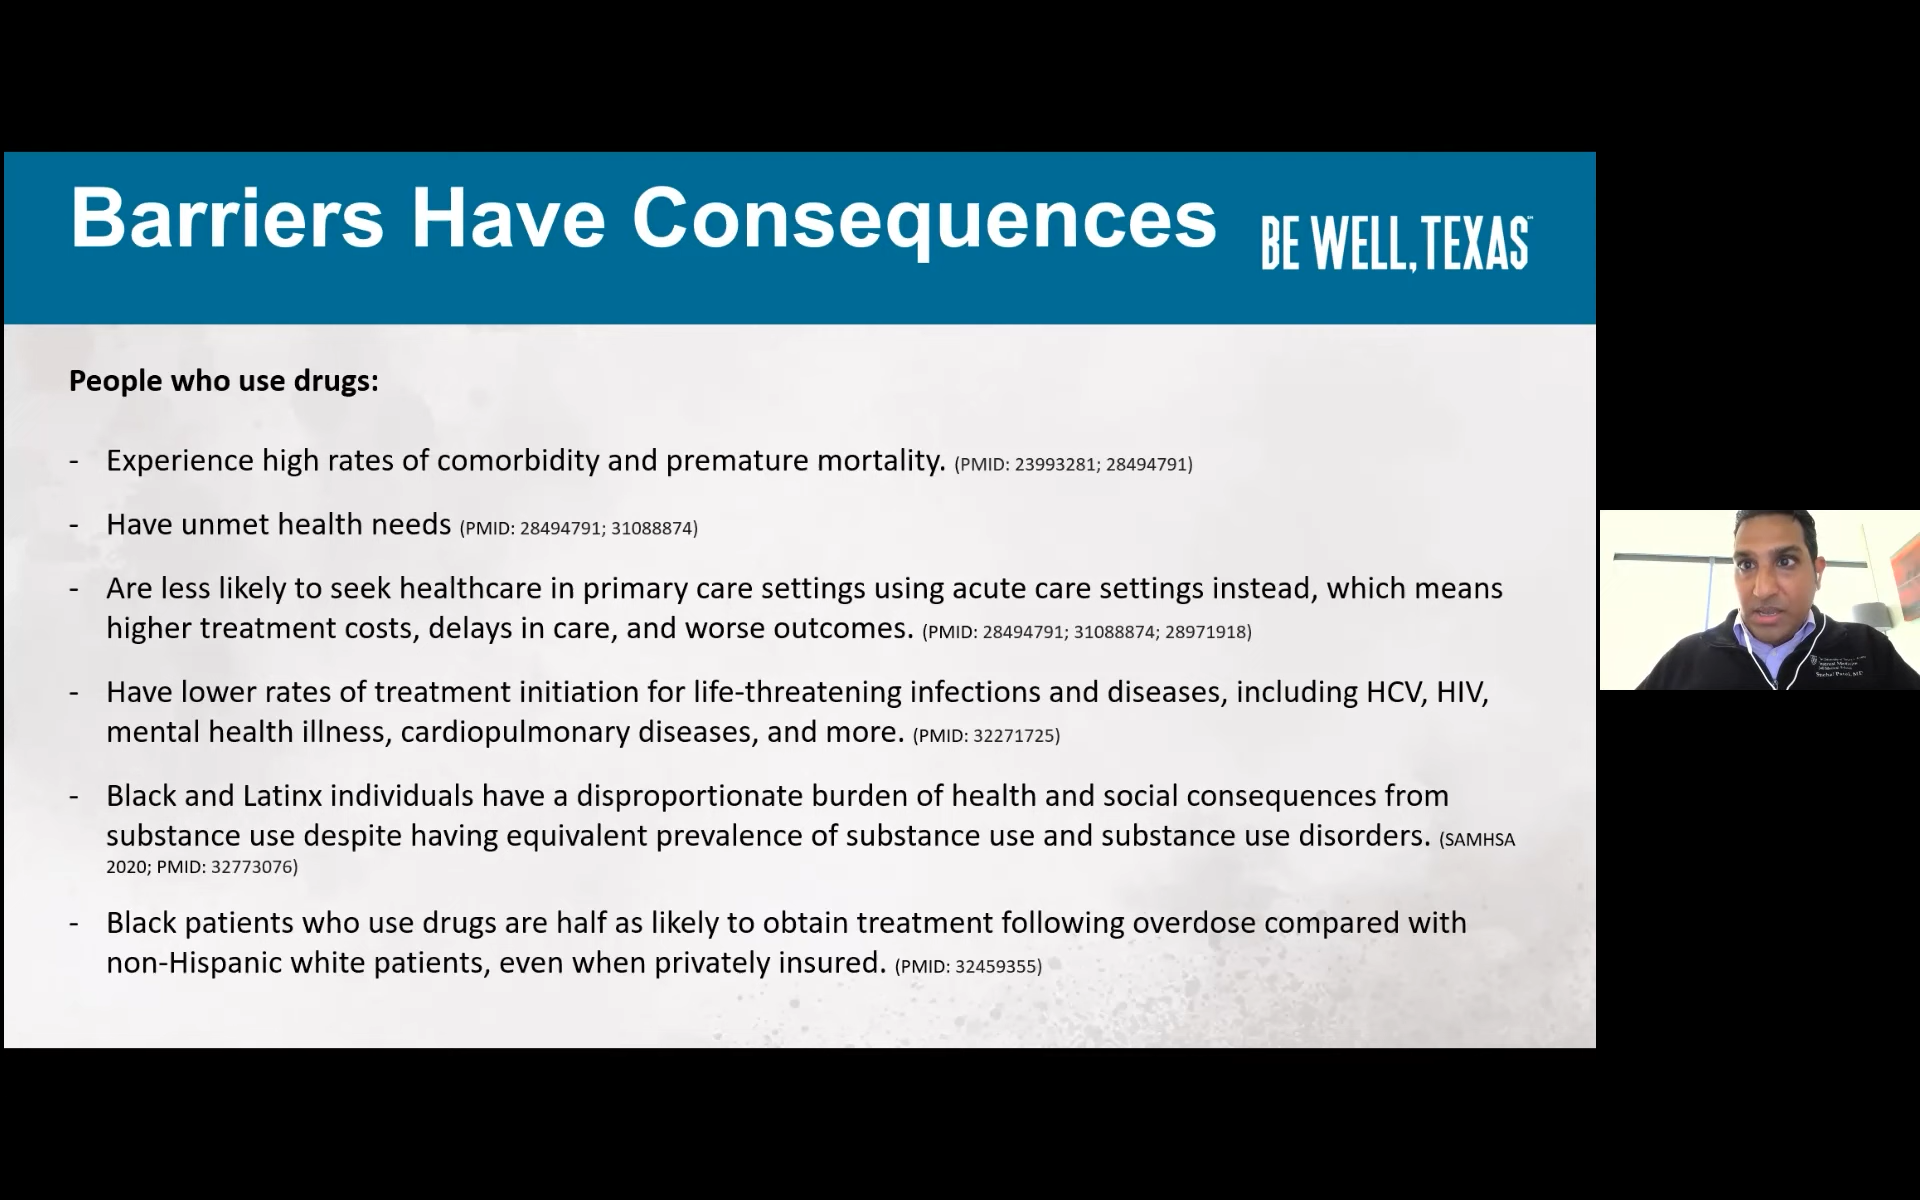 Barriers Have Consequences
BE WELL, TEXAS™
People who use drugs:
- Experience high rates of comorbidity and premature mortality. (PMID: 23993281; 28494791)
- Have unmet health needs (PMID: 28494791; 31088874)
- Are less likely to seek healthcare in primary care settings using acute care settings instead, which means
higher treatment costs, delays in care, and worse outcomes. (PMID: 28494791; 31088874; 28971918)
- Have lower rates of treatment initiation for life-threatening infections and diseases, including HCV, HIV,
mental health illness, cardiopulmonary diseases, and more. (PMID: 32271725)
- Black and Latinx individuals have a disproportionate burden of health and social consequences from
substance use despite having equivalent prevalence of substance use and substance use disorders. (SAMHSA
2020; PMID: 32773076)
- Black patients who use drugs are half as likely to obtain treatment following overdose compared with
non-Hispanic white patients, even when privately insured. (PMID: 32459355)
Internal Medicine